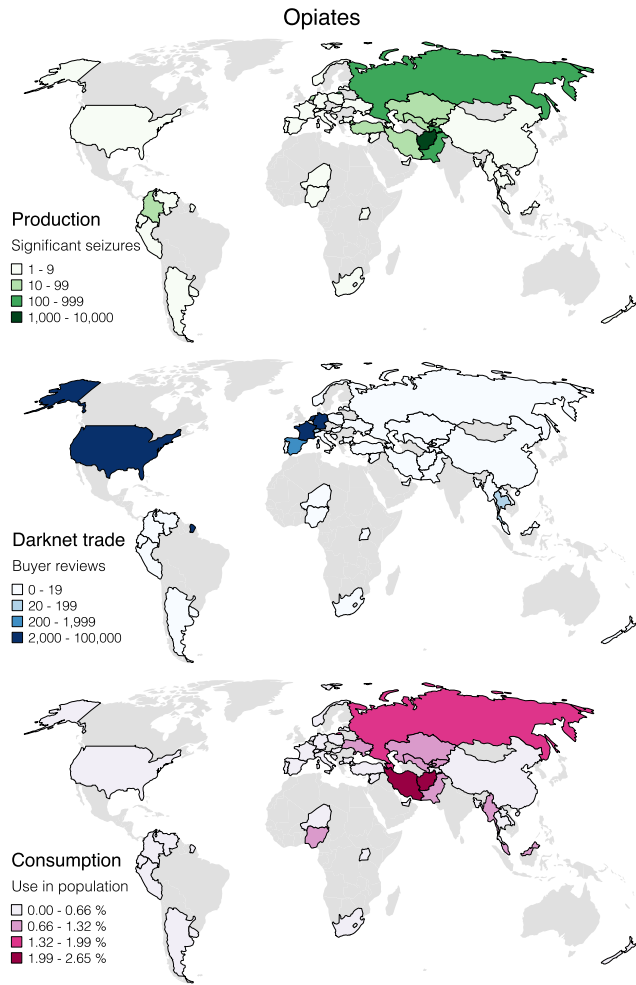 Opiates
Production
Significant seizures
1 - 9
10 - 99
100 - 999
1,000 - 10,000
Darknet trade
Buyer reviews
0 - 19
20 - 199
200 - 1,999
2,000 - 100,000
Consumption
Use in population
0.00 - 0.66 %
0.66 - 1.32 %
1.32 - 1.99 %
1.99 - 2.65 %